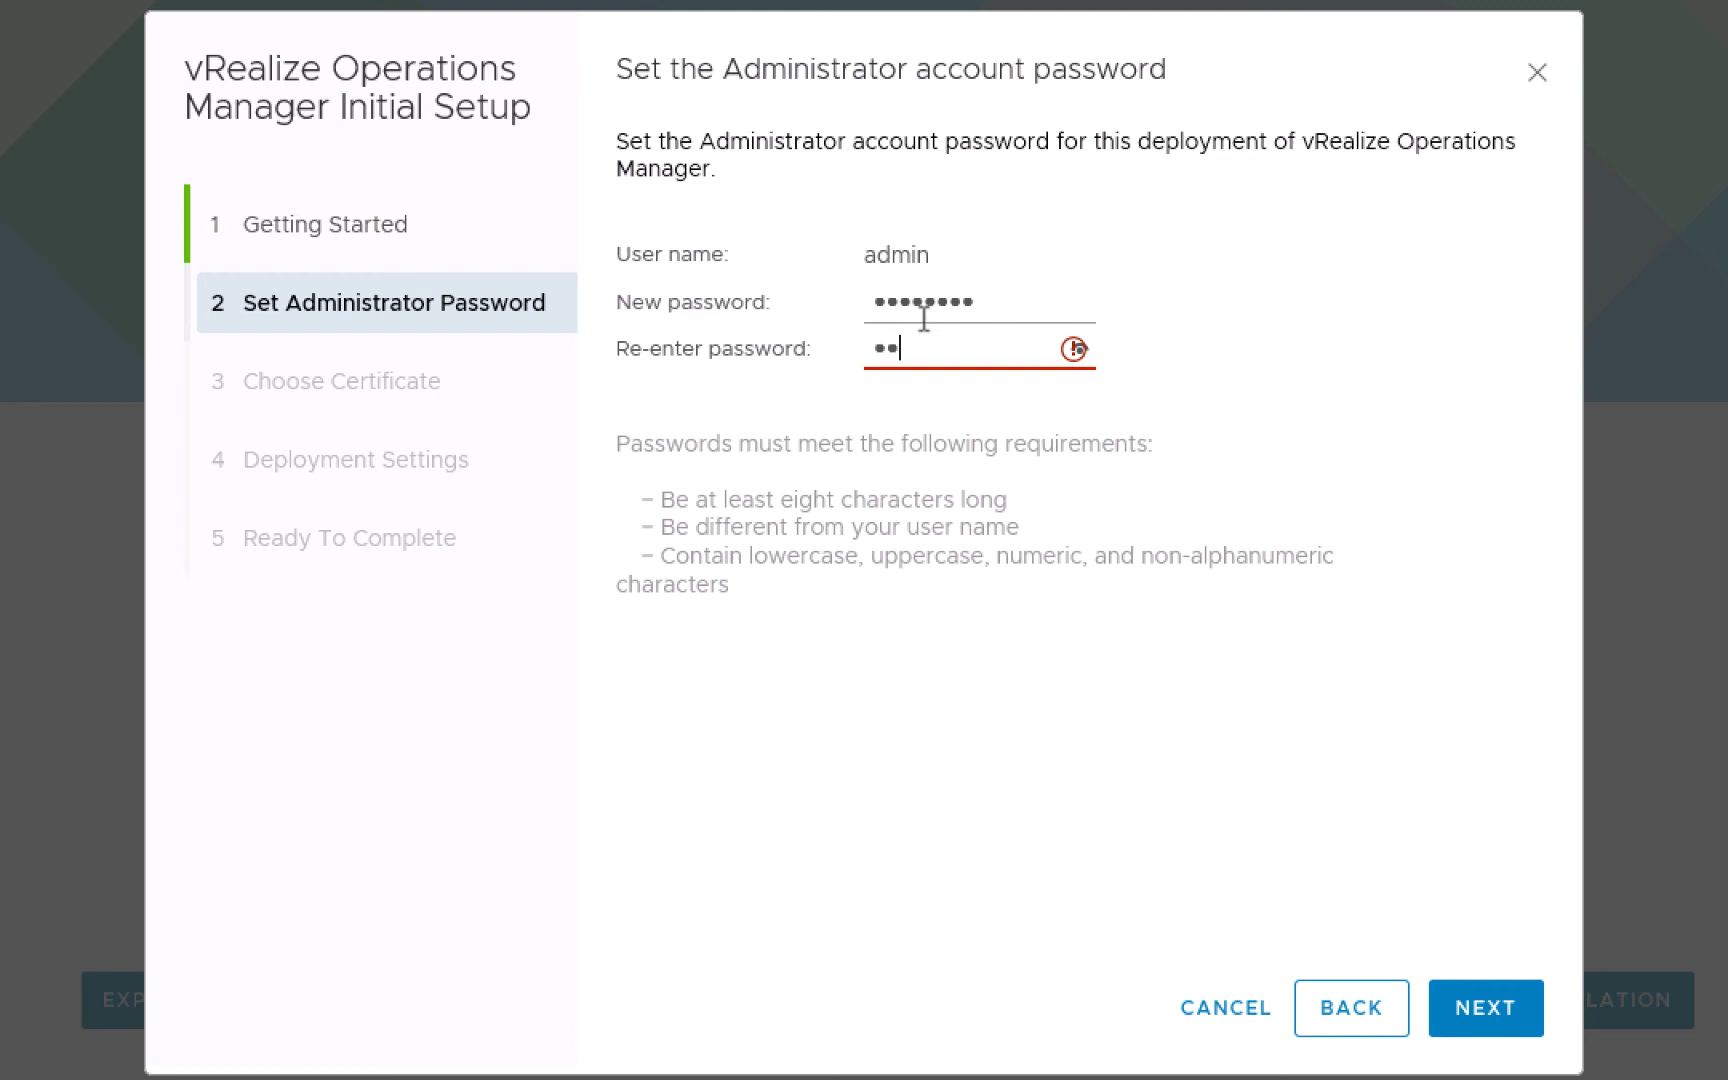 vRealize Operations
Manager Initial Setup
1 Getting Started
2 Set Administrator Password
3 Choose Certificate
4 Deployment Settings
5 Ready To Complete
Set the Administrator account password
Set the Administrator account password for this deployment of vRealize Operations
Manager.
User name: admin
New password: ••••••••
Re-enter password: ••
Passwords must meet the following requirements:
– Be at least eight characters long
– Be different from your user name
– Contain lowercase, uppercase, numeric, and non-alphanumeric
characters
CANCEL BACK NEXT
EXP
LATION